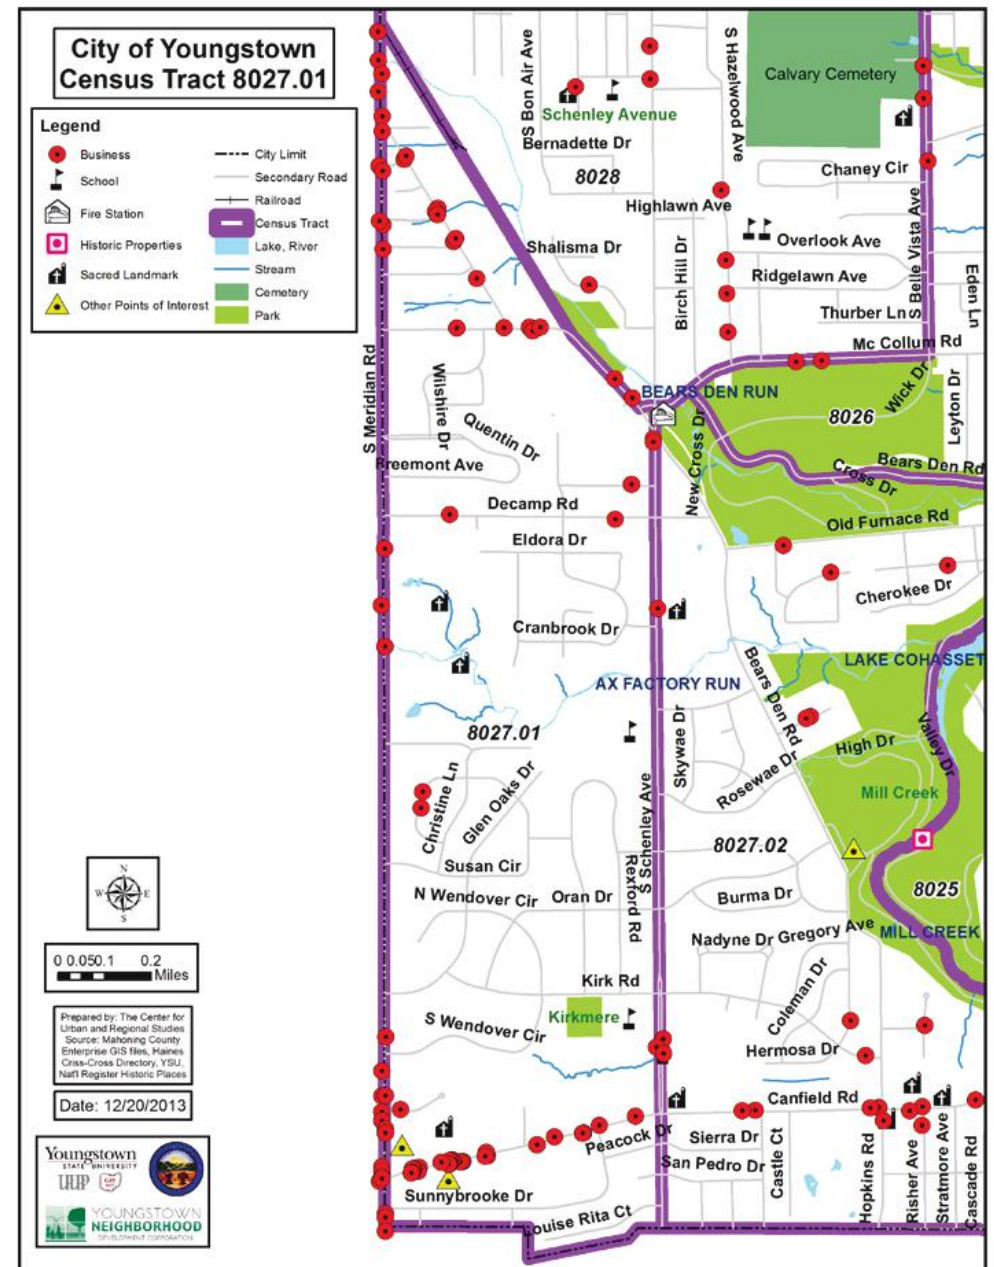 City of Youngstown
Census Tract 8027.01
Legend
Business
School
Fire Station
Historic Properties
Sacred Landmark
Other Points of Interest
City Limit
Secondary Road
Railroad
Census Tract
Lake, River
Stream
Cemetery
Park
S Bon Air Ave
S Hazelwood Ave
Calvary Cemetery
Schenley Avenue
Bernadette Dr
8028
Chaney Cir
Highlawn Ave
Overlook Ave
Shalisma Dr
Birch Hill Dr
Ridgelawn Ave
S Belle Vista Ave
Eden Ln
Thurber Ln
Mc Collum Rd
S Meridian Rd
Wilshire Dr
BEARS DEN RUN
Wick Dr
Leyton Dr
8026
Quentin Dr
New Cross Dr
Freemont Ave
Bears Den Rd
Cross Dr
Decamp Rd
Old Furnace Rd
Eldora Dr
Cherokee Dr
Cranbrook Dr
LAKE COHASSET
AX FACTORY RUN
Bears Den Rd
8027.01
Skywae Dr
High Dr
Valley Dr
Rosewae Dr
Mill Creek
Christine Ln
Glen Oaks Dr
S Schenley Ave
8027.02
Susan Cir
Rexford Rd
8025
N Wendover Cir
Oran Dr
Burma Dr
Nadyne Dr
Gregory Ave
MILL CREEK
Kirk Rd
Coleman Dr
Kirkmere
S Wendover Cir
Hermosa Dr
Canfield Rd
Peacock Dr
Sierra Dr
San Pedro Dr
Castle Ct
Hopkins Rd
Risher Ave
Stratmore Ave
Cascade Rd
Sunnybrooke Dr
Louise Rita Ct
N
W E
S
0 0.050.1 0.2
Miles
Prepared by: The Center for
Urban and Regional Studies
Source: Mahoning County
Enterprise GIS files, Haines
Criss-Cross Directory, YSU,
Nat'l Register Historic Places
Date: 12/20/2013
Youngstown
STATE UNIVERSITY
YOUNGSTOWN
NEIGHBORHOOD
DEVELOPMENT CORPORATION